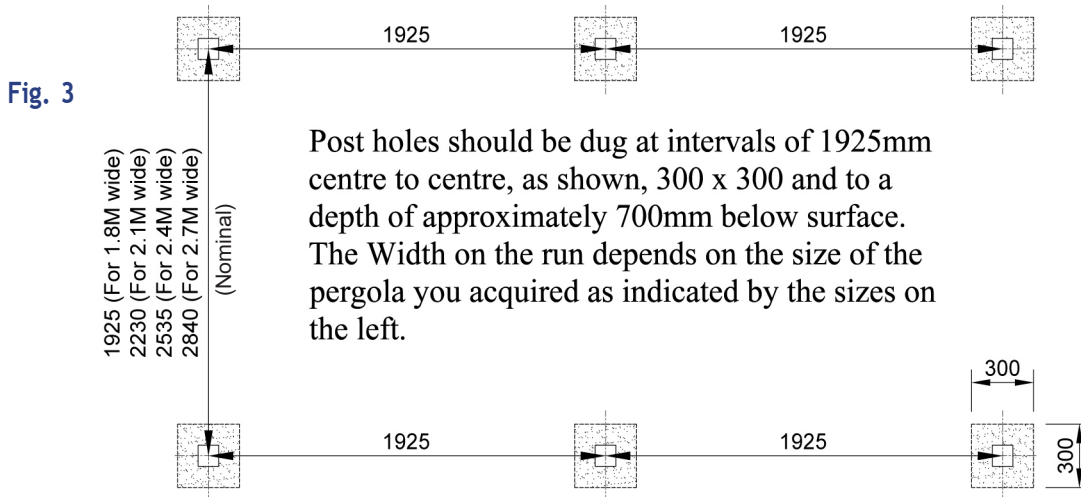 1925
1925
Fig. 3
1925 (For 1.8M wide)
2230 (For 2.1M wide)
2535 (For 2.4M wide)
2840 (For 2.7M wide)
(Nominal)
Post holes should be dug at intervals of 1925mm
centre to centre, as shown, 300 x 300 and to a
depth of approximately 700mm below surface.
The Width on the run depends on the size of the
pergola you acquired as indicated by the sizes on
the left.
300
1925
1925
300